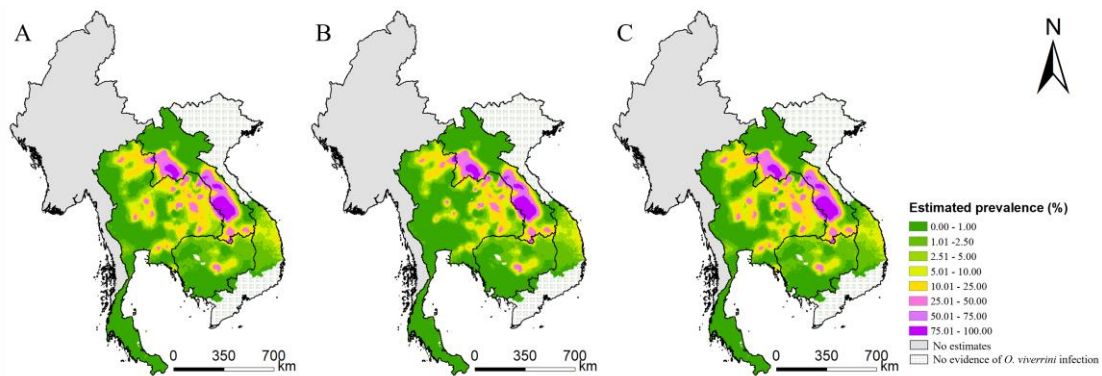 A
B
C
N
0 350 700
km
0 350 700
km
0 350 700
km
Estimated prevalence (%)
0.00 - 1.00
1.01 -2.50
2.51 - 5.00
5.01 - 10.00
10.01 - 25.00
25.01 - 50.00
50.01 - 75.00
75.01 - 100.00
No estimates
No evidence of O. viverrini infection